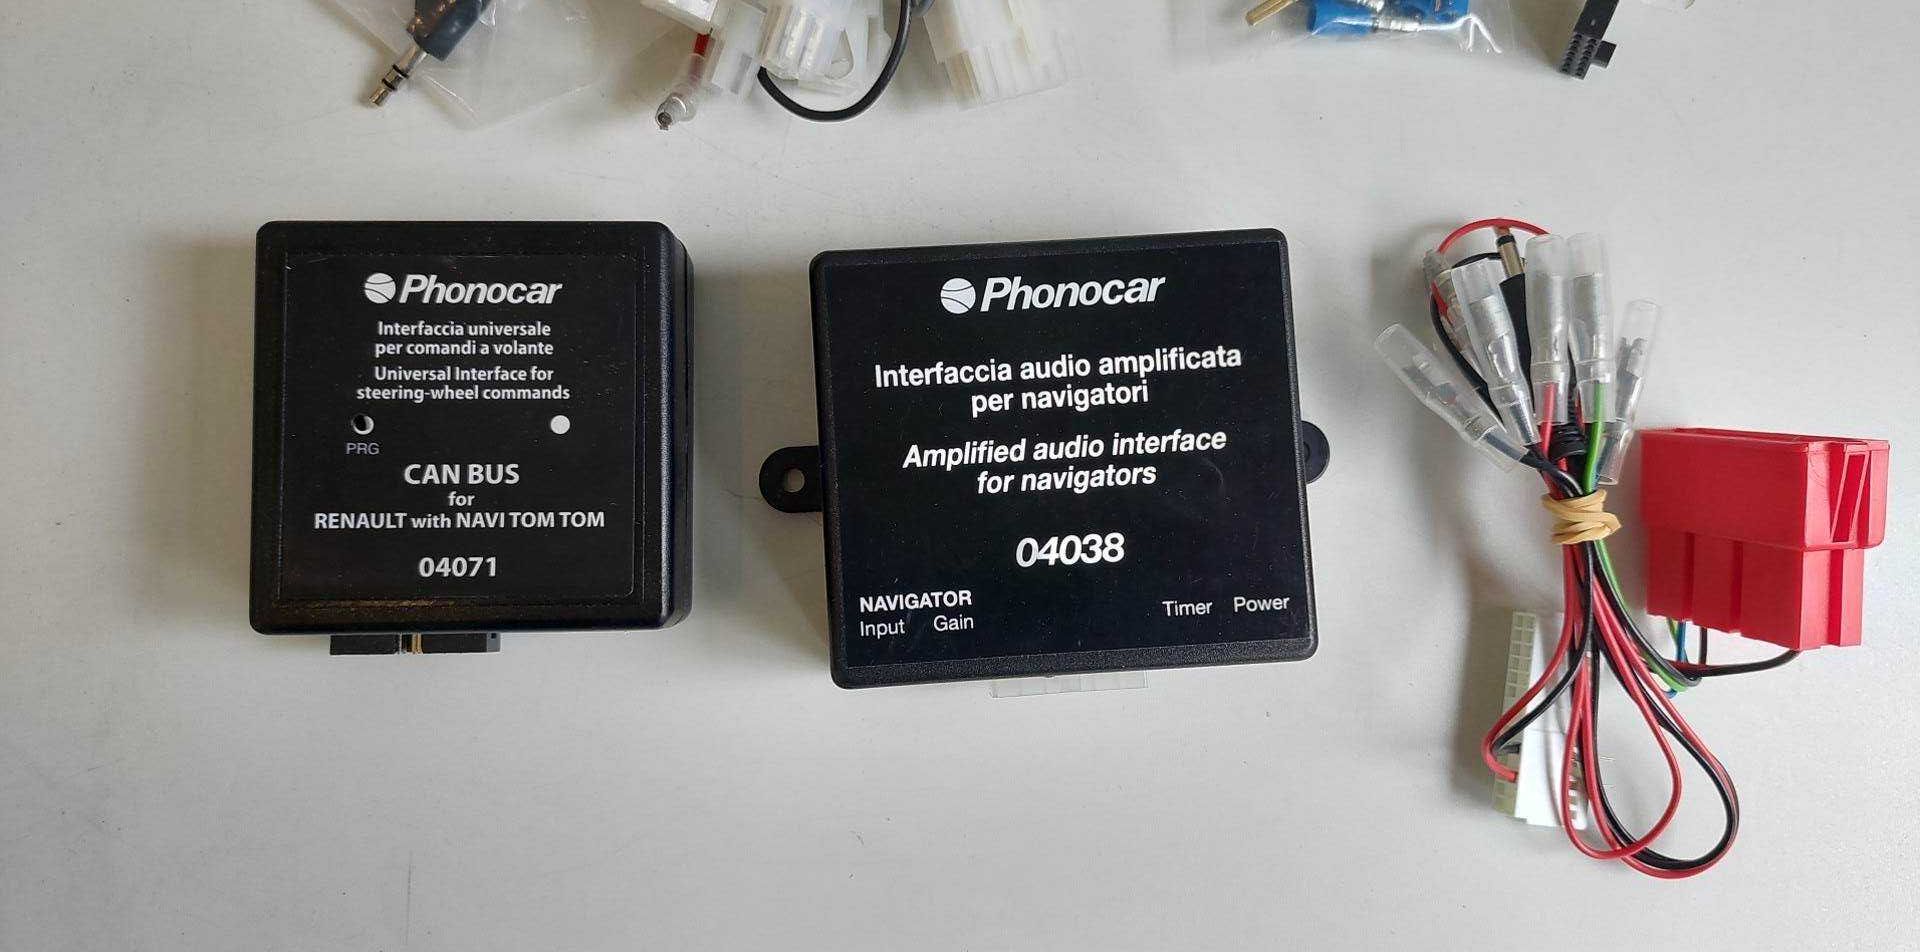 Phonocar
Interfaccia universale
per comandi a volante
Universal Interface for
steering-wheel commands
PRG
CAN BUS
for
RENAULT with NAVI TOM TOM
04071
Phonocar
Interfaccia audio amplificata
per navigatori
Amplified audio interface
for navigators
04038
NAVIGATOR
Input Gain
Timer Power